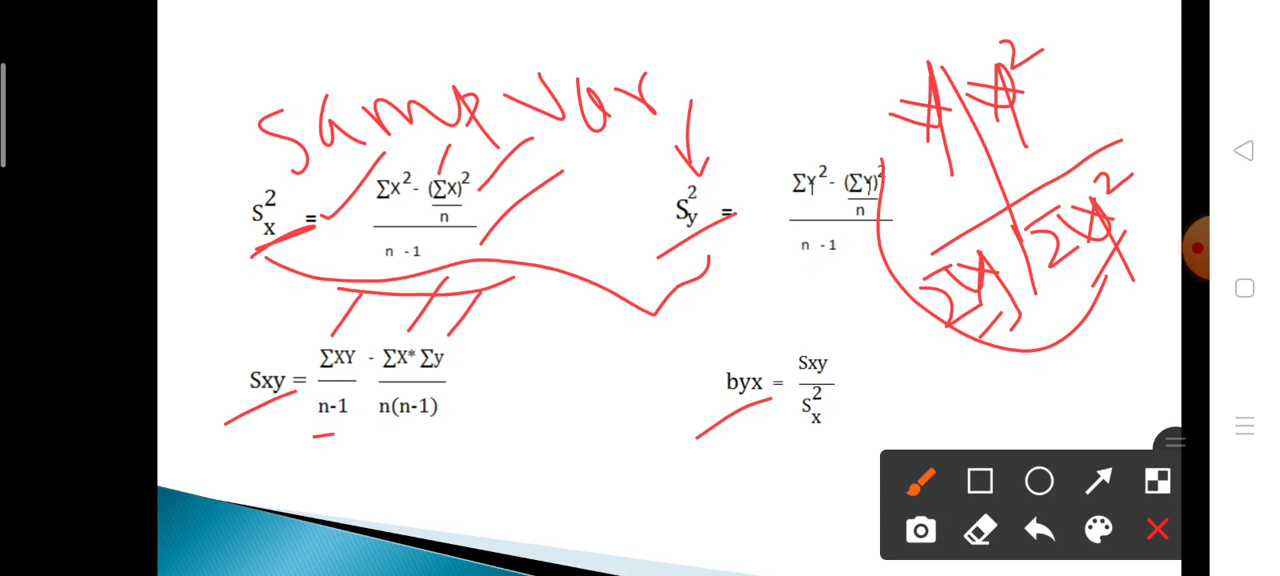 Samp Var
S²x = ∑X² - (∑X)²/n / n - 1
S²y = ∑Y² - (∑Y)²/n / n - 1
Sxy = ∑XY / n-1 - ∑X* ∑y / n(n-1)
byx = Sxy / S²x